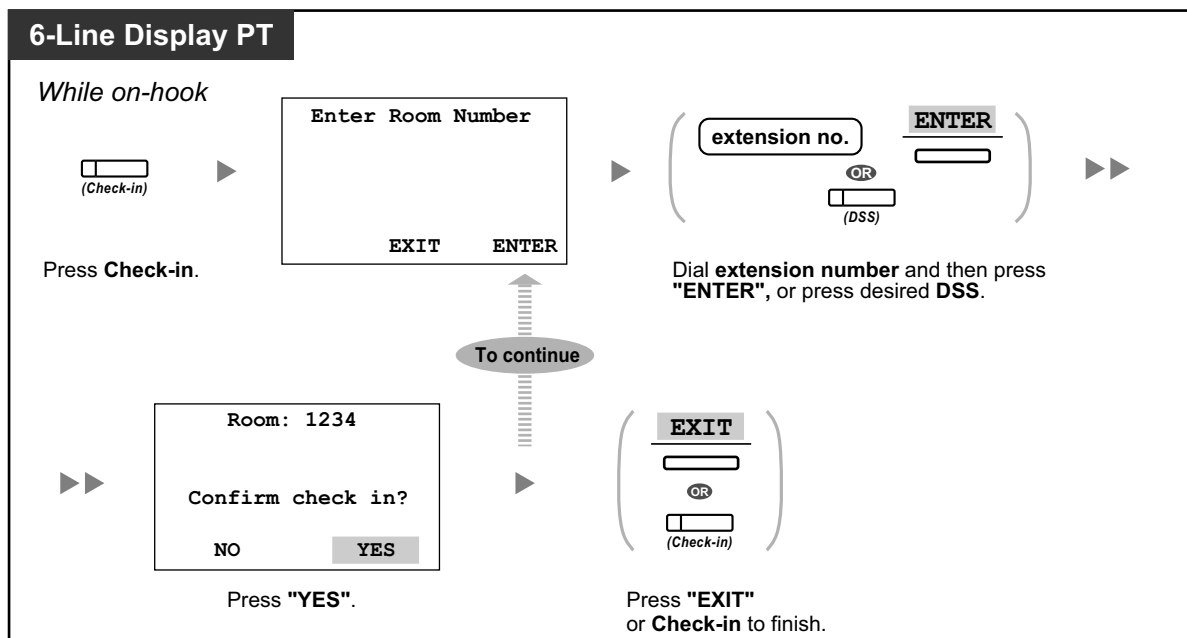 6-Line Display PT
While on-hook
(Check-in)
Press Check-in.
Enter Room Number
EXIT ENTER
extension no.
ENTER
OR
(DSS)
Dial extension number and then press
"ENTER", or press desired DSS.
To continue
Room: 1234
Confirm check in?
NO YES
Press "YES".
EXIT
OR
(Check-in)
Press "EXIT"
or Check-in to finish.